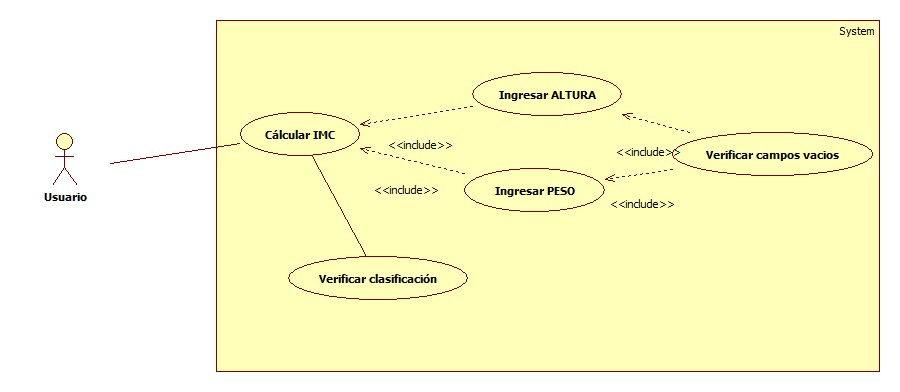 System
Ingresar ALTURA
Cálcular IMC
<<include>>
<<include>>
Verificar campos vacios
<<include>>
Ingresar PESO
<<include>>
Usuario
Verificar clasificación